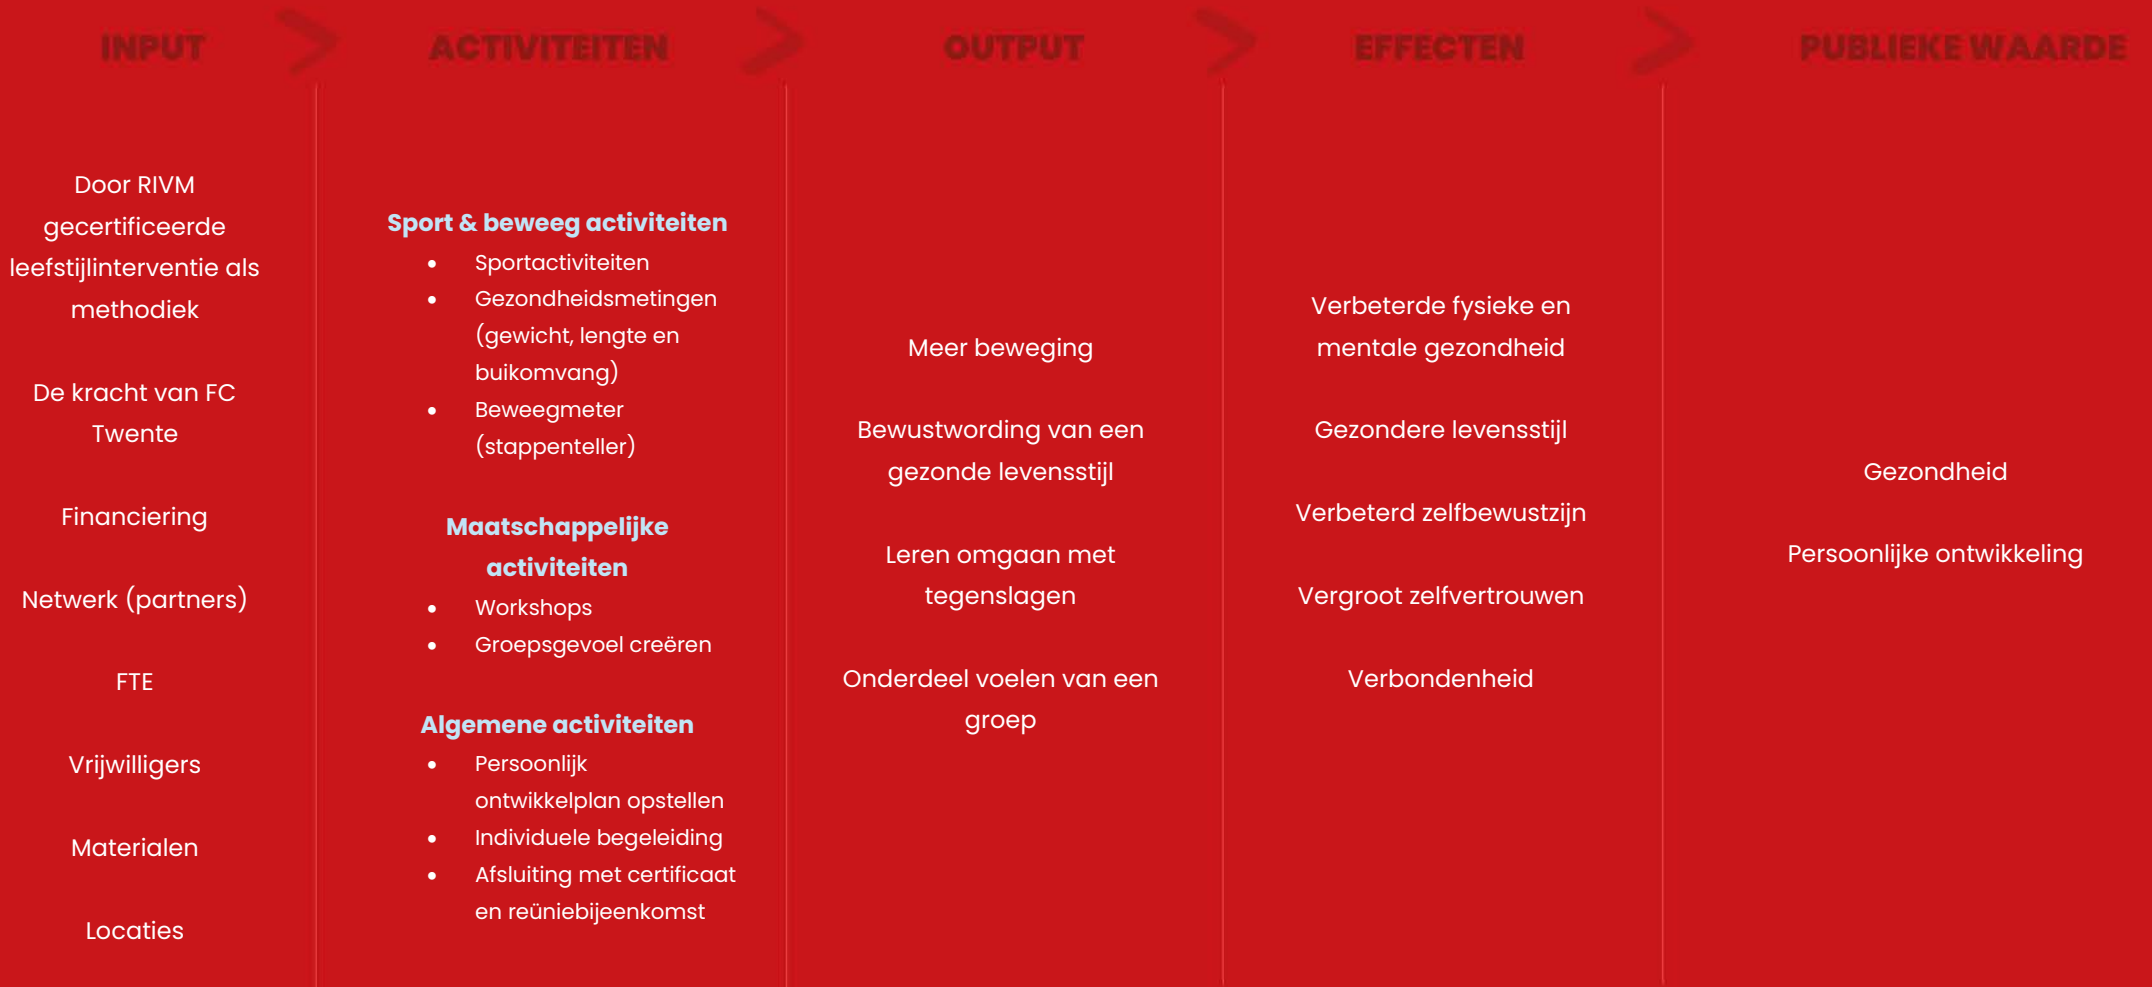 INPUT
ACTIVITEITEN
OUTPUT
EFFECTEN
PUBLIEKE WAARDE
Door RIVM
gecertificeerde
leefstijlinterventie als
methodiek
De kracht van FC
Twente
Financiering
Netwerk (partners)
FTE
Vrijwilligers
Materialen
Locaties
Sport & beweeg activiteiten
• Sportactiviteiten
• Gezondheidsmetingen
(gewicht, lengte en
buikomvang)
• Beweegmeter
(stappenteller)
Maatschappelijke
activiteiten
• Workshops
• Groepsgevoel creëren
Algemene activiteiten
• Persoonlijk
ontwikkelplan opstellen
• Individuele begeleiding
• Afsluiting met certificaat
en reüniebijeenkomst
Meer beweging
Bewustwording van een
gezonde levensstijl
Leren omgaan met
tegenslagen
Onderdeel voelen van een
groep
Verbeterde fysieke en
mentale gezondheid
Gezondere levensstijl
Verbeterd zelfbewustzijn
Vergroot zelfvertrouwen
Verbondenheid
Gezondheid
Persoonlijke ontwikkeling